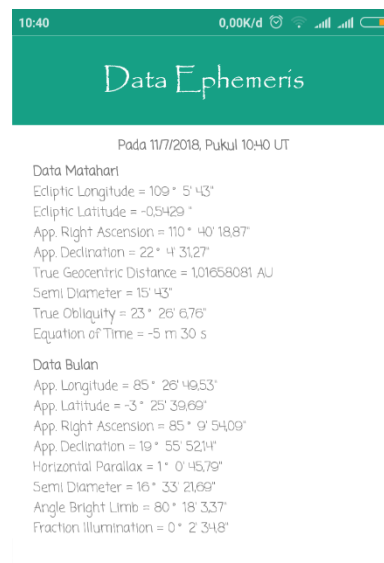 10:40 0,00K/d
Data Ephemeris
Pada 11/7/2018, Pukul 10:40 UT
Data Matahari
Ecliptic Longitude = 109° 5' 43"
Ecliptic Latitude = -0,5429 "
App. Right Ascension = 110° 40' 18,87"
App. Declination = 22° 4' 31,27"
True Geocentric Distance = 1,01658081 AU
Semi Diameter = 15' 43"
True Obliquity = 23° 26' 6,76"
Equation of Time = -5 m 30 s
Data Bulan
App. Longitude = 85° 26' 49,53"
App. Latitude = -3° 25' 39,69"
App. Right Ascension = 85° 9' 54,09"
App. Declination = 19° 55' 52,14"
Horizontal Parallax = 1° 0' 45,79"
Semi Diameter = 16° 33' 21,69"
Angle Bright Limb = 80° 18' 3,37"
Fraction Illumination = 0° 2' 34,8"